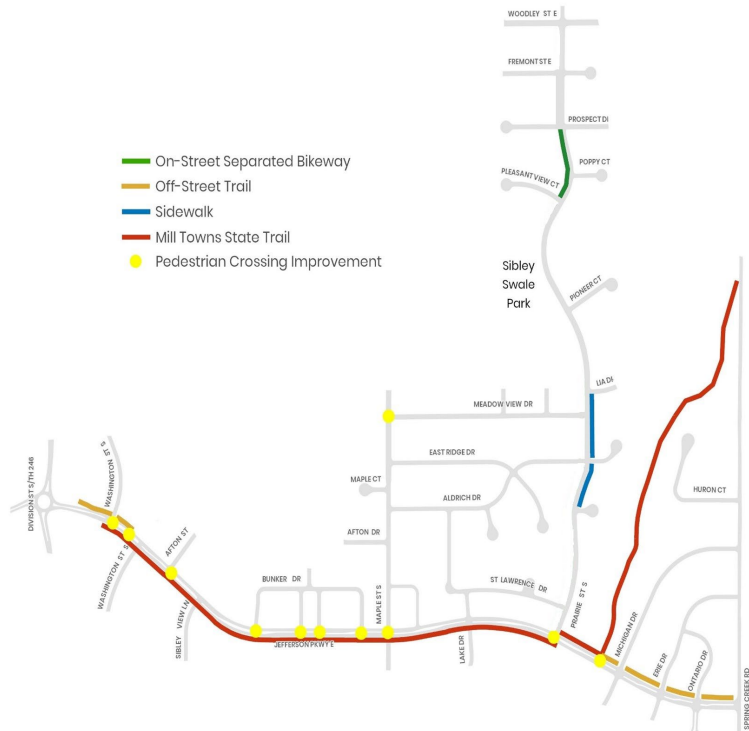 WOODLEY ST E
FREMONT ST E
PROSPECT DI
POPPY CT
PLEASANT VIEW CT
On-Street Separated Bikeway
Off-Street Trail
Sidewalk
Mill Towns State Trail
Pedestrian Crossing Improvement
Sibley
Swale
Park
PIONEER CT
LIA DI
MEADOW VIEW DR
EAST RIDGE DR
MAPLE CT
ALDRICH DR
HURON CT
DIVISION ST S/TH 246
WASHINGTON ST S
AFTON ST
AFTON DR
WASHINGTON ST S
BUNKER DR
MAPLE ST S
ST LAWRENCE DR
PRAIRIE ST S
SIBLEY VIEW LN
JEFFERSON PKWY E
LAKE DR
MICHIGAN DR
ERIE DR
ONTARIO DR
SPRING CREEK RD